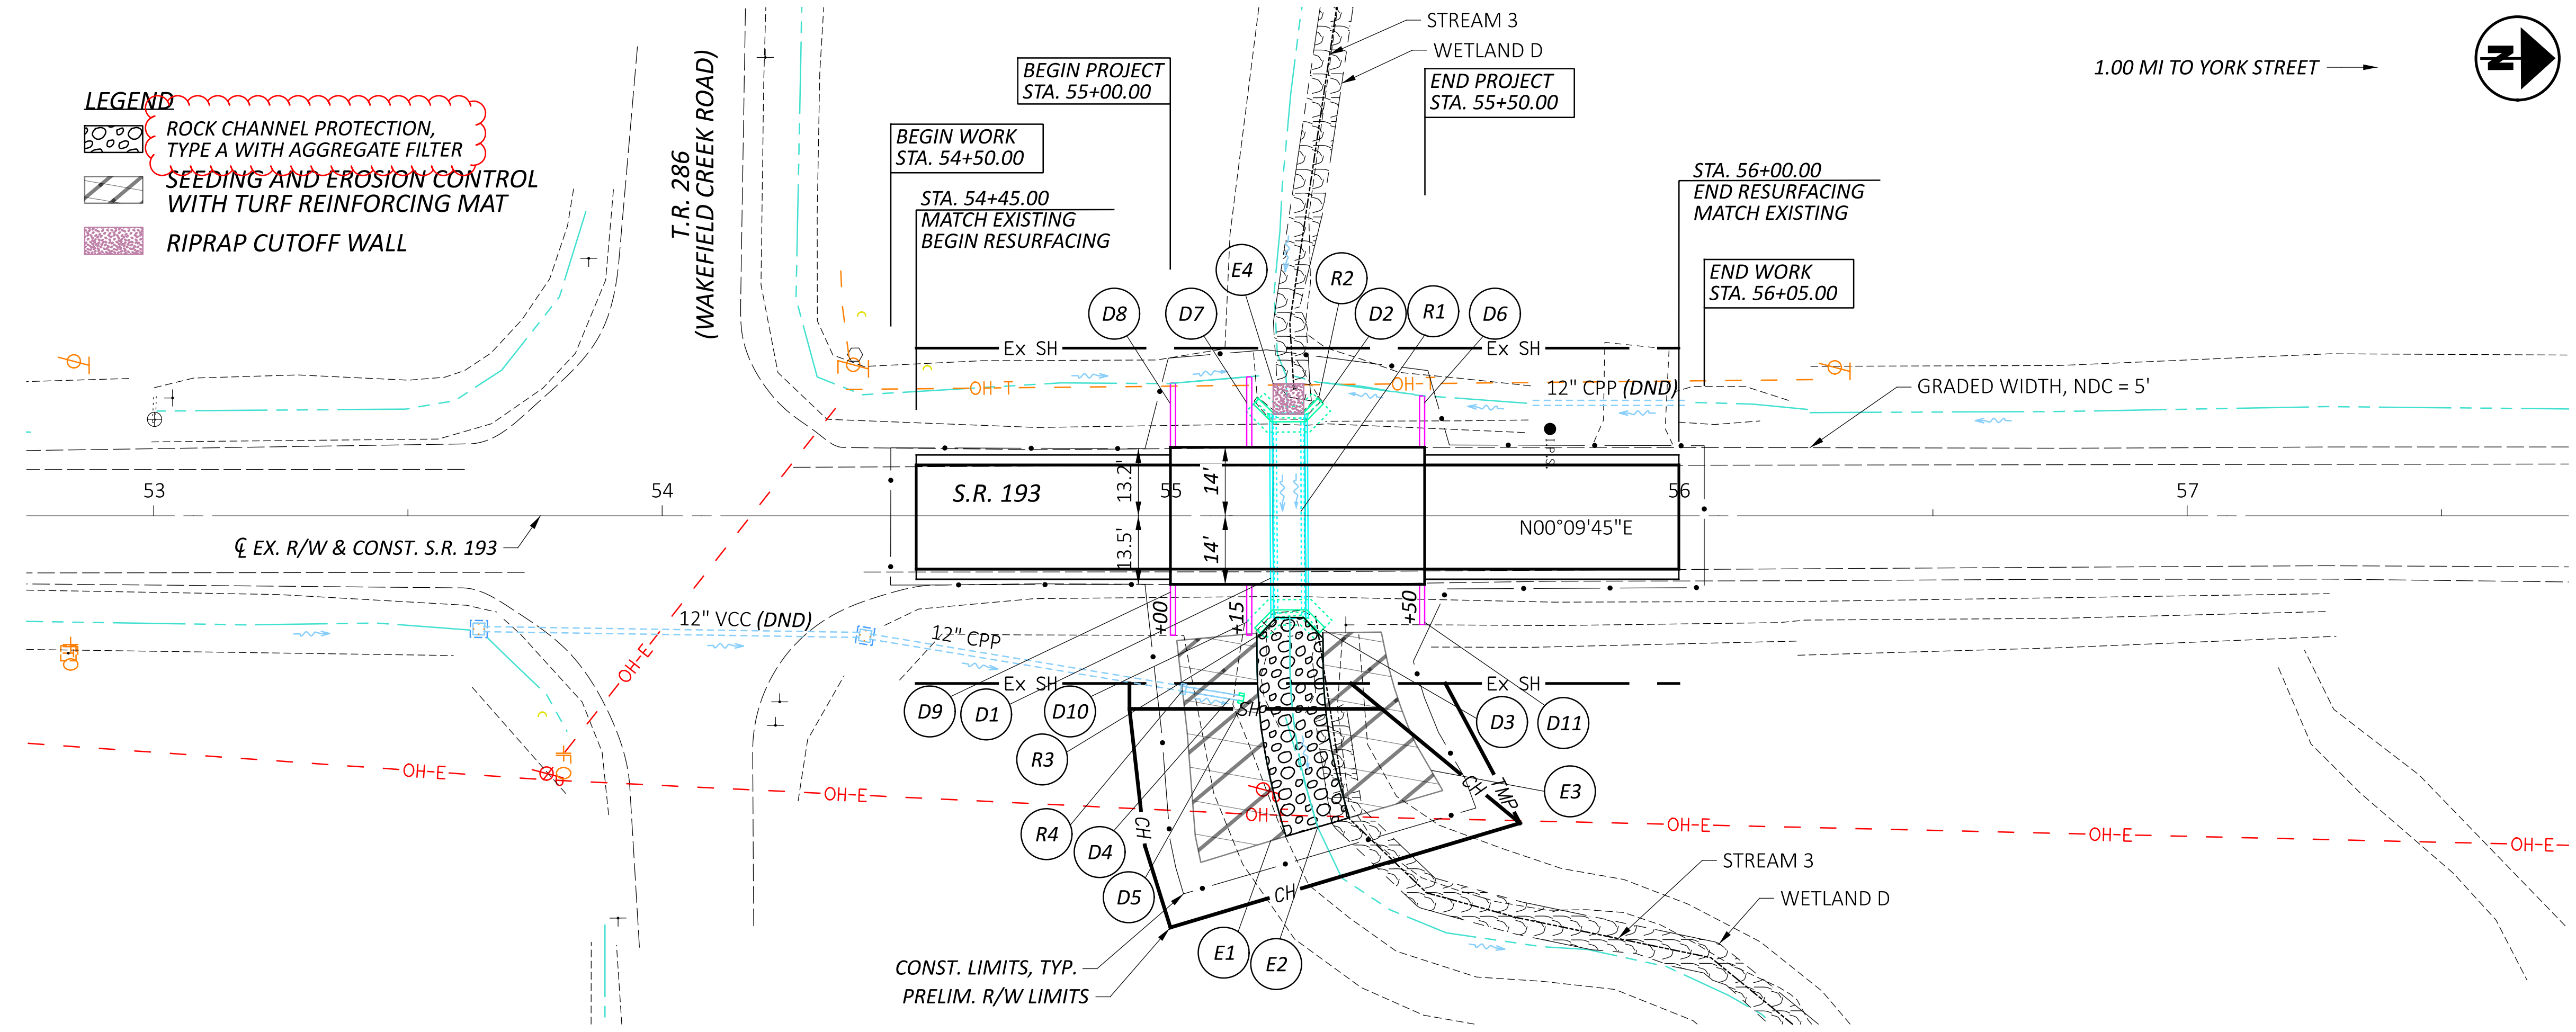 STREAM 3
WETLAND D
1.00 MI TO YORK STREET
N
LEGEND
ROCK CHANNEL PROTECTION,
TYPE A WITH AGGREGATE FILTER
SEEDING AND EROSION CONTROL
WITH TURF REINFORCING MAT
RIPRAP CUTOFF WALL
T.R. 286
(WAKEFIELD CREEK ROAD)
BEGIN PROJECT
STA. 55+00.00
END PROJECT
STA. 55+50.00
BEGIN WORK
STA. 54+50.00
STA. 54+45.00
MATCH EXISTING
BEGIN RESURFACING
STA. 56+00.00
END RESURFACING
MATCH EXISTING
END WORK
STA. 56+05.00
E4
R2
D8
D7
D2
R1
D6
Ex SH
Ex SH
OH-T
OH-T
12" CPP (DND)
GRADED WIDTH, NDC = 5'
53
54
55
56
57
S.R. 193
13.2'
14'
13.5'
14'
N00°09'45"E
℄ EX. R/W & CONST. S.R. 193
+00
+15
+50
12" VCC (DND)
12" CPP
OH-E
Ex SH
Ex SH
SH
D9
D1
D10
D3
D11
R3
R4
D4
D5
E3
CH
CH
TMP
CH
OH-E
OH-E
OH
OH-E
OH-E
OH-E
E1
E2
STREAM 3
WETLAND D
CONST. LIMITS, TYP.
PRELIM. R/W LIMITS